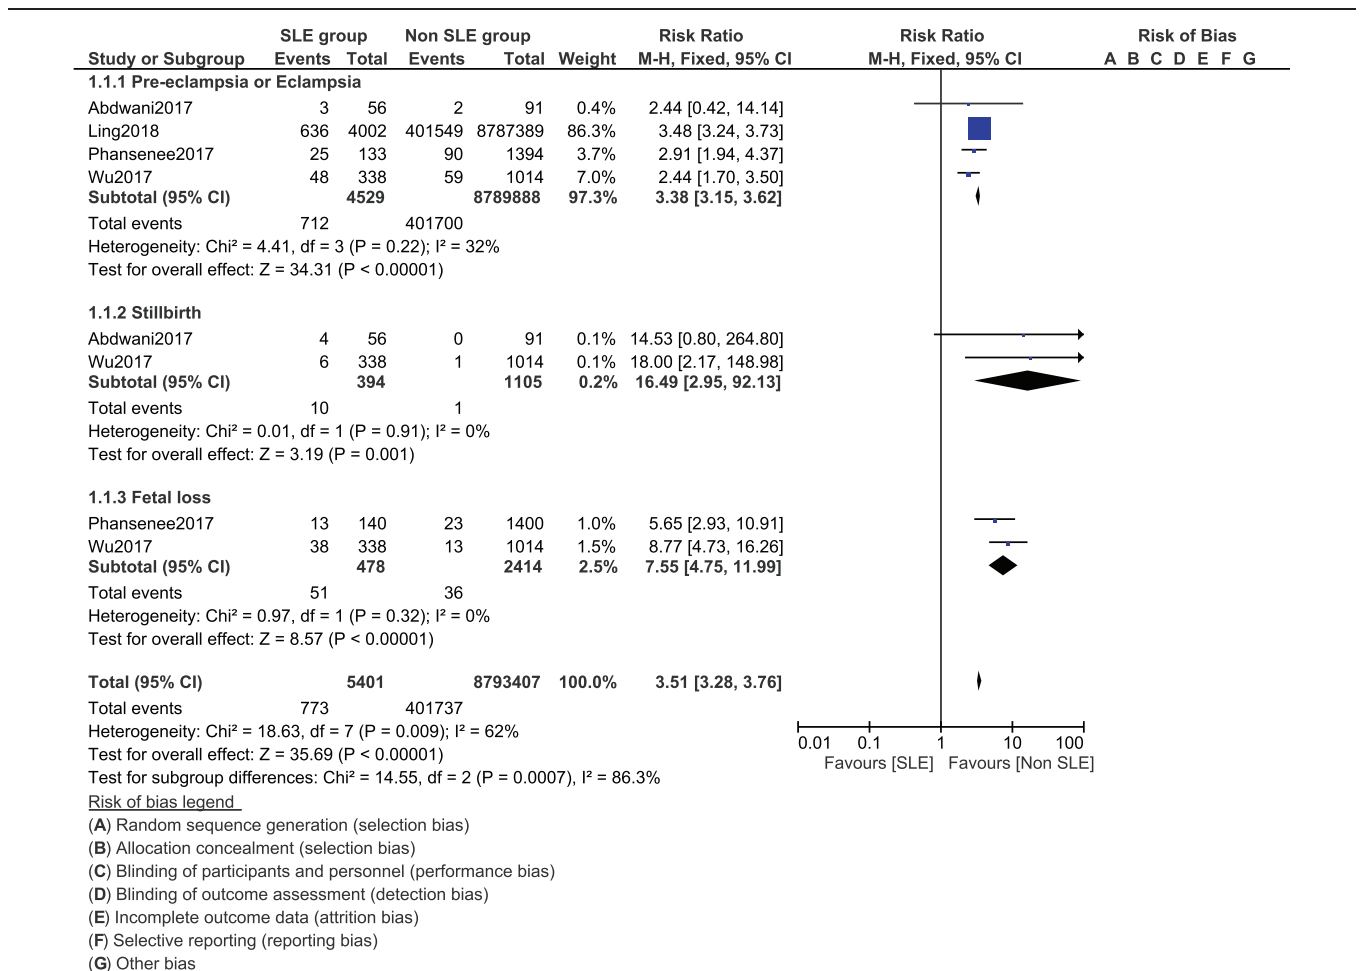 SLE group Non SLE group Risk Ratio Risk Ratio Risk of Bias
Study or Subgroup Events Total Events Total Weight M-H, Fixed, 95% CI M-H, Fixed, 95% CI A B C D E F G
1.1.1 Pre-eclampsia or Eclampsia
Abdwani2017 3 56 2 91 0.4% 2.44 [0.42, 14.14]
Ling2018 636 4002 401549 8787389 86.3% 3.48 [3.24, 3.73]
Phansenee2017 25 133 90 1394 3.7% 2.91 [1.94, 4.37]
Wu2017 48 338 59 1014 7.0% 2.44 [1.70, 3.50]
Subtotal (95% CI) 4529 8789888 97.3% 3.38 [3.15, 3.62]
Total events 712 401700
Heterogeneity: Chi² = 4.41, df = 3 (P = 0.22); I² = 32%
Test for overall effect: Z = 34.31 (P < 0.00001)
1.1.2 Stillbirth
Abdwani2017 4 56 0 91 0.1% 14.53 [0.80, 264.80]
Wu2017 6 338 1 1014 0.1% 18.00 [2.17, 148.98]
Subtotal (95% CI) 394 1105 0.2% 16.49 [2.95, 92.13]
Total events 10 1
Heterogeneity: Chi² = 0.01, df = 1 (P = 0.91); I² = 0%
Test for overall effect: Z = 3.19 (P = 0.001)
1.1.3 Fetal loss
Phansenee2017 13 140 23 1400 1.0% 5.65 [2.93, 10.91]
Wu2017 38 338 13 1014 1.5% 8.77 [4.73, 16.26]
Subtotal (95% CI) 478 2414 2.5% 7.55 [4.75, 11.99]
Total events 51 36
Heterogeneity: Chi² = 0.97, df = 1 (P = 0.32); I² = 0%
Test for overall effect: Z = 8.57 (P < 0.00001)
Total (95% CI) 5401 8793407 100.0% 3.51 [3.28, 3.76]
Total events 773 401737
Heterogeneity: Chi² = 18.63, df = 7 (P = 0.009); I² = 62%
Test for overall effect: Z = 35.69 (P < 0.00001)
Test for subgroup differences: Chi² = 14.55, df = 2 (P = 0.0007), I² = 86.3%
0.01 0.1 1 10 100
Favours [SLE] Favours [Non SLE]
Risk of bias legend
(A) Random sequence generation (selection bias)
(B) Allocation concealment (selection bias)
(C) Blinding of participants and personnel (performance bias)
(D) Blinding of outcome assessment (detection bias)
(E) Incomplete outcome data (attrition bias)
(F) Selective reporting (reporting bias)
(G) Other bias